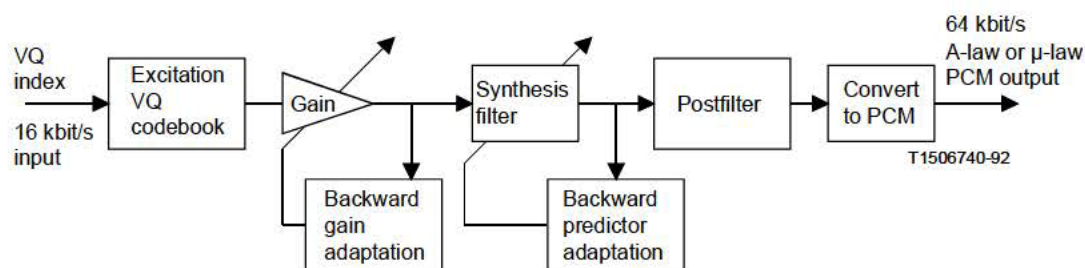 VQ
index
16 kbit/s
input
Excitation
VQ
codebook
Gain
Backward
gain
adaptation
Synthesis
filter
Backward
predictor
adaptation
Postfilter
Convert
to PCM
64 kbit/s
A-law or µ-law
PCM output
T1506740-92